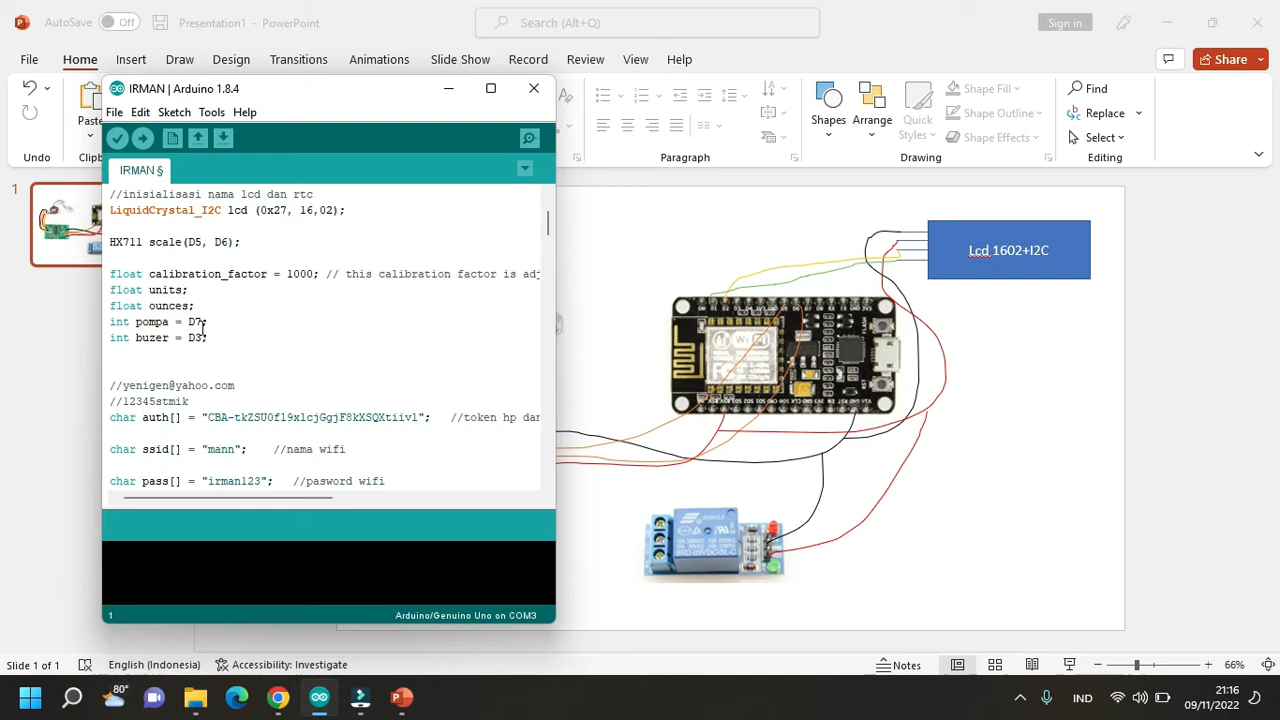 AutoSave Off Presentation1 - PowerPoint Search (Alt+Q) Sign in
File Home Insert Draw Design Transitions Animations Slide Show Record Review View Help Share
IRMAN | Arduino 1.8.4
File Edit Sketch Tools Help
Undo
Paste
Clipb
Paragraph
Shapes
Arrange
Quick
Styles
Shape Fill
Shape Outline
Shape Effects
Drawing
Find
Replace
Select
Editing
IRMAN §
//inisialisasi nama lcd dan rtc
LiquidCrystal_I2C lcd (0x27, 16,02);
HX711 scale(D5, D6);
float calibration_factor = 1000; // this calibration factor is adj
float units;
float ounces;
int pompa = D7;
int buzer = D3;
//yenigen@yahoo.com
//12345stmik
char []    = "CBA-tkZSU0fl9xlcjGgjF8kXSQXtiivl";   //token hp dan
char ssid[] = "mann";    //nama wifi
char pass[] = "irman123";   //pasword wifi
1
Arduino/Genuino Uno on COM3
1
Lcd 1602+I2C
Slide 1 of 1 English (Indonesia) Accessibility: Investigate Notes 66%
80°
IND
21:16
09/11/2022